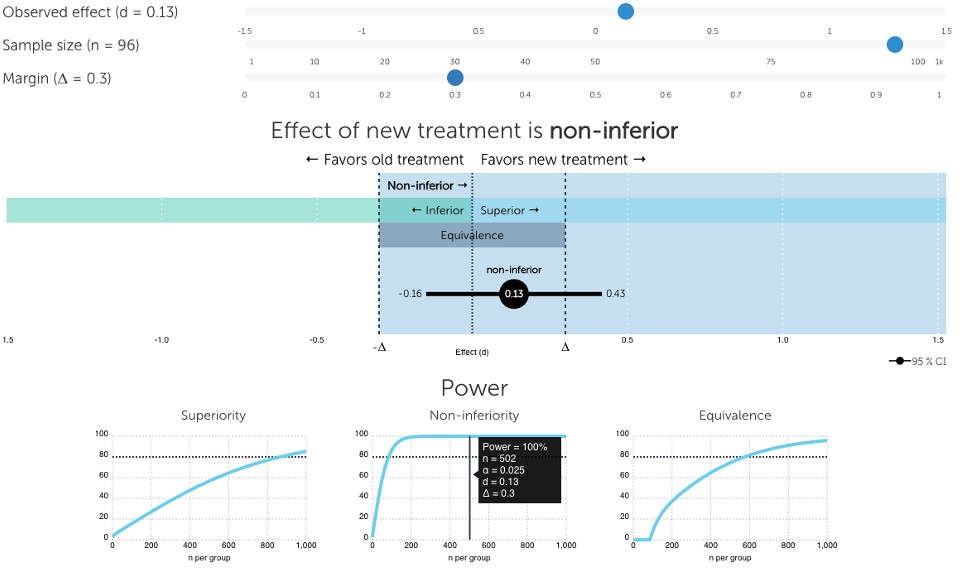 Observed effect (d = 0.13)
-1.5 -1 0.5 0 0.5 1 1.5
Sample size (n = 96)
1 10 20 30 40 50 75 100 1k
Margin (Δ = 0.3)
0 0.1 0.2 0.3 0.4 0.5 0.6 0.7 0.8 0.9 1
Effect of new treatment is non-inferior
← Favors old treatment Favors new treatment →
Non-inferior →
← Inferior Superior →
Equivalence
non-inferior
-0.16 0.13 0.43
1.5 -1.0 -0.5 -Δ Δ 0.5 1.0 1.5
Effect (d)
95 % CI
Power
Superiority
100
80
60
40
20
0
0 200 400 600 800 1,000
n per group
Non-inferiority
100
80
60
40
20
0
Power = 100%
n = 502
α = 0.025
d = 0.13
Δ = 0.3
0 200 400 600 800 1,000
n per group
Equivalence
100
80
60
40
20
0
0 200 400 600 800 1,000
n per group